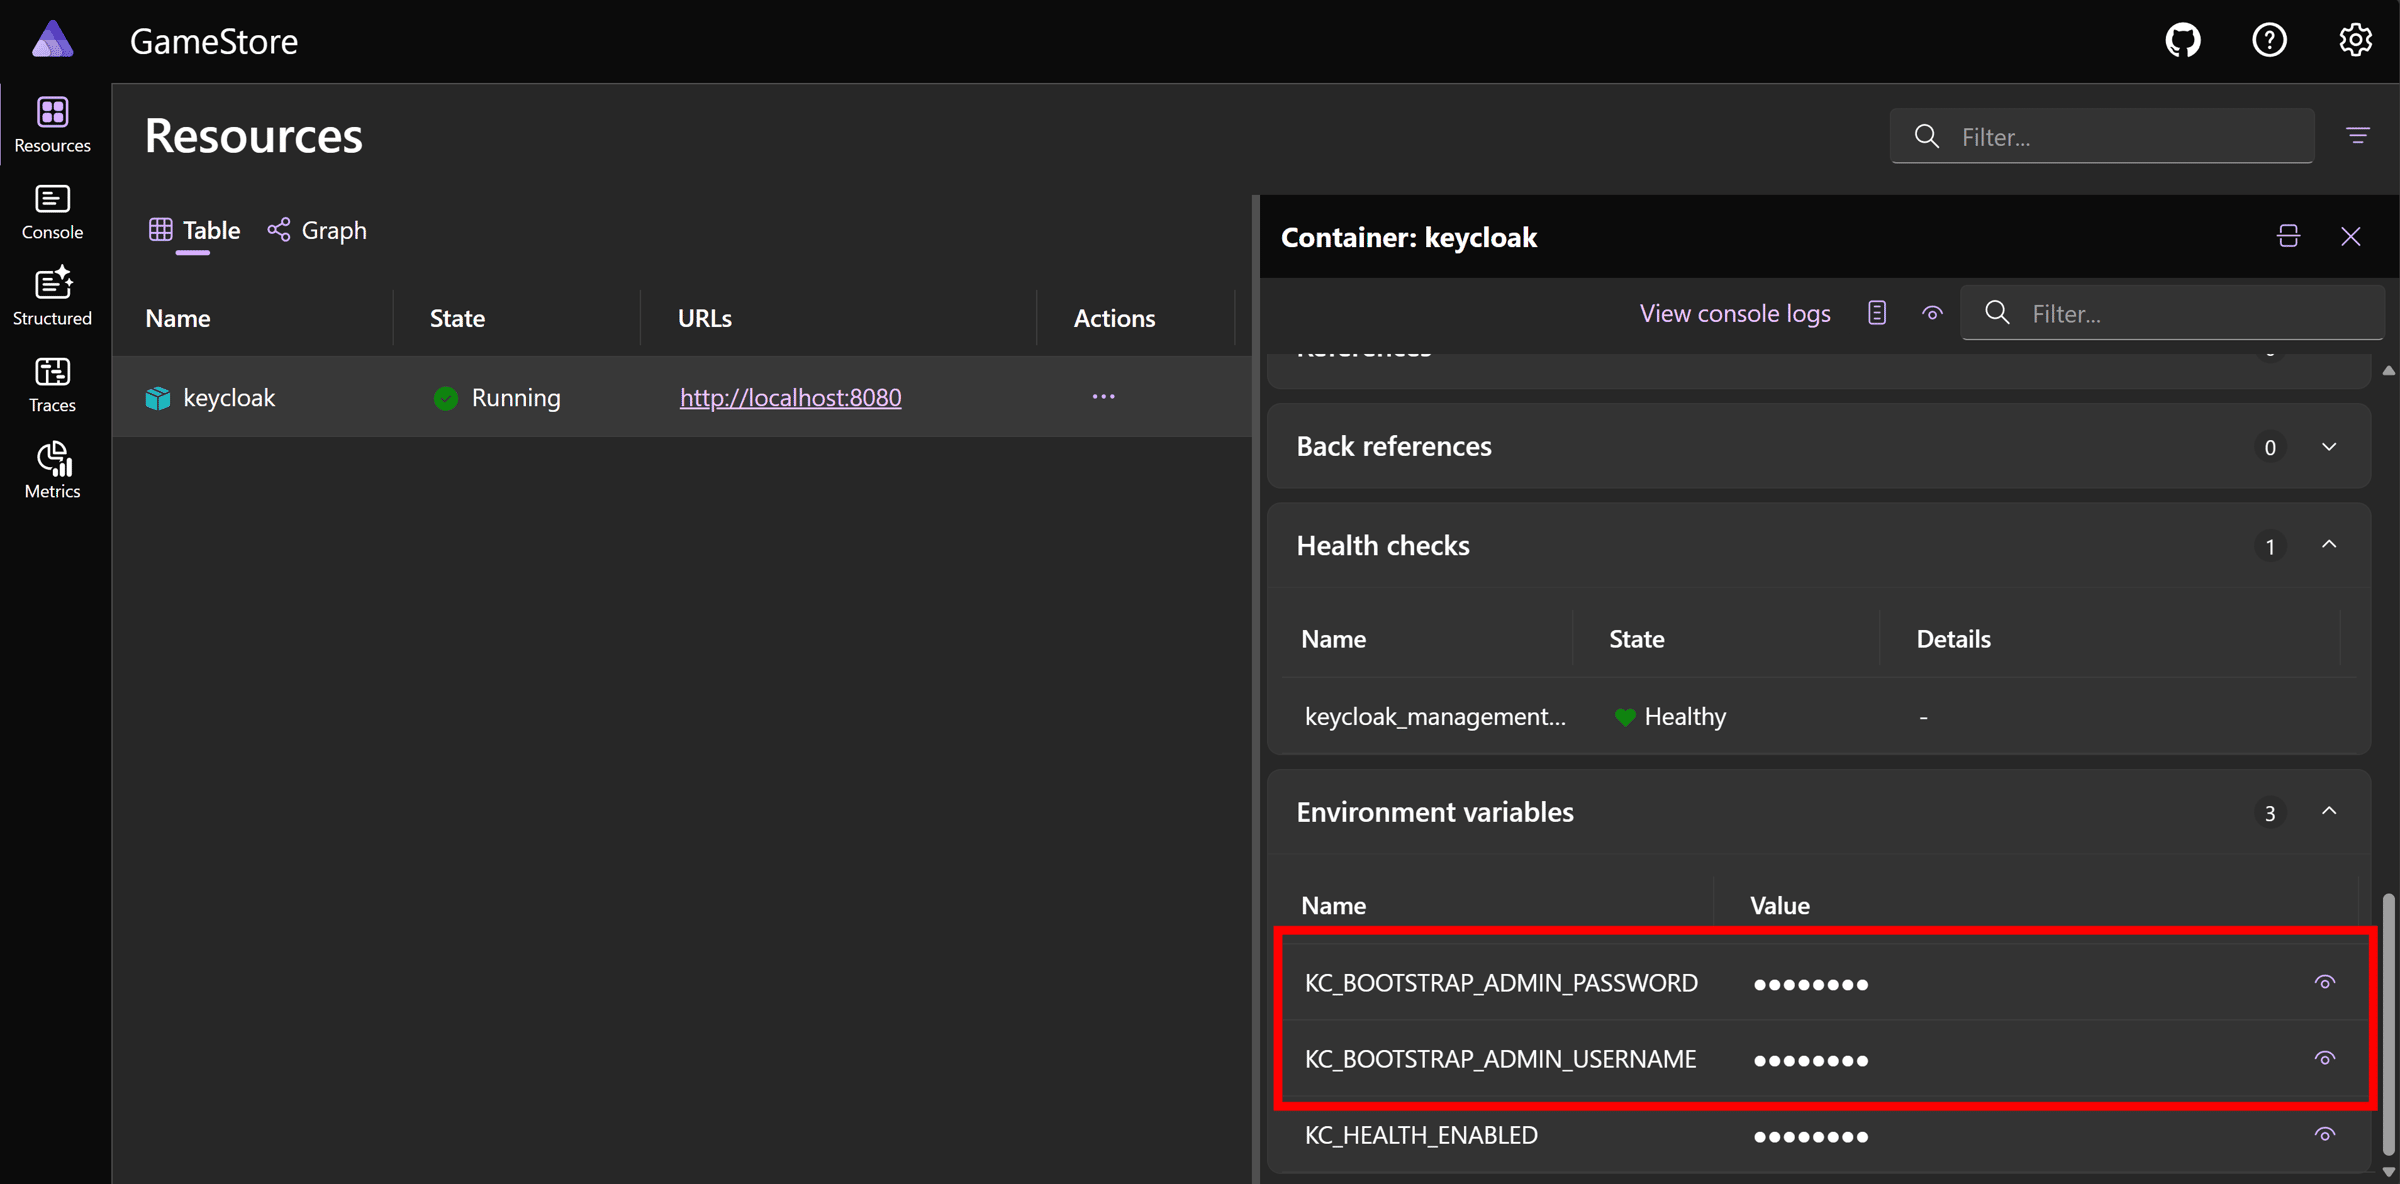 GameStore
Resources
Console
Structured
Traces
Metrics
Resources
Filter...
Table
Graph
Name
State
URLs
Actions
keycloak
Running
http://localhost:8080
...
Container: keycloak
View console logs
Filter...
References
Back references
0
Health checks
1
Name
State
Details
keycloak_management...
Healthy
-
Environment variables
3
Name
Value
KC_BOOTSTRAP_ADMIN_PASSWORD
●●●●●●●●
KC_BOOTSTRAP_ADMIN_USERNAME
●●●●●●●●
KC_HEALTH_ENABLED
●●●●●●●●